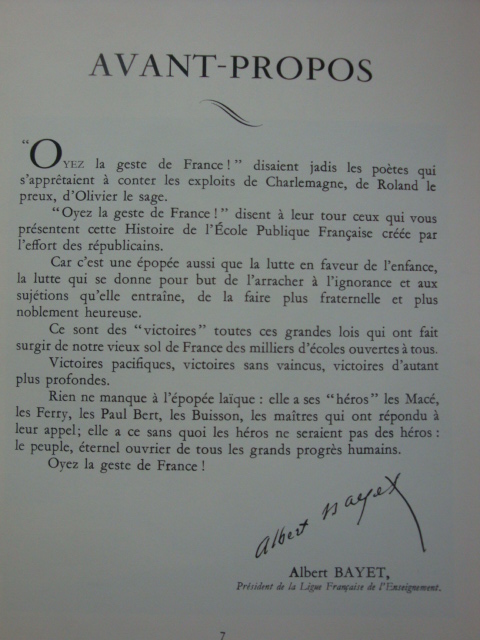 AVANT-PROPOS
“OYEZ la geste de France ! ” disaient jadis les poètes qui
s’apprêtaient à conter les exploits de Charlemagne, de Roland le
preux, d’Olivier le sage.
“Oyez la geste de France ! ” disent à leur tour ceux qui vous
présentent cette Histoire de l’École Publique Française créée par
l’effort des républicains.
Car c’est une épopée aussi que la lutte en faveur de l’enfance,
la lutte qui se donne pour but de l’arracher à l’ignorance et aux
sujétions qu’elle entraîne, de la faire plus fraternelle et plus
noblement heureuse.
Ce sont des “victoires” toutes ces grandes lois qui ont fait
surgir de notre vieux sol de France des milliers d’écoles ouvertes à tous.
Victoires pacifiques, victoires sans vaincus, victoires d’autant
plus profondes.
Rien ne manque à l’épopée laïque : elle a ses “héros” les Macé,
les Ferry, les Paul Bert, les Buisson, les maîtres qui ont répondu à
leur appel ; elle a ce sans quoi les héros ne seraient pas des héros :
le peuple, éternel ouvrier de tous les grands progrès humains.
Oyez la geste de France !
Albert Bayet
Albert BAYET,
Président de la Ligue Française de l’Enseignement.
7